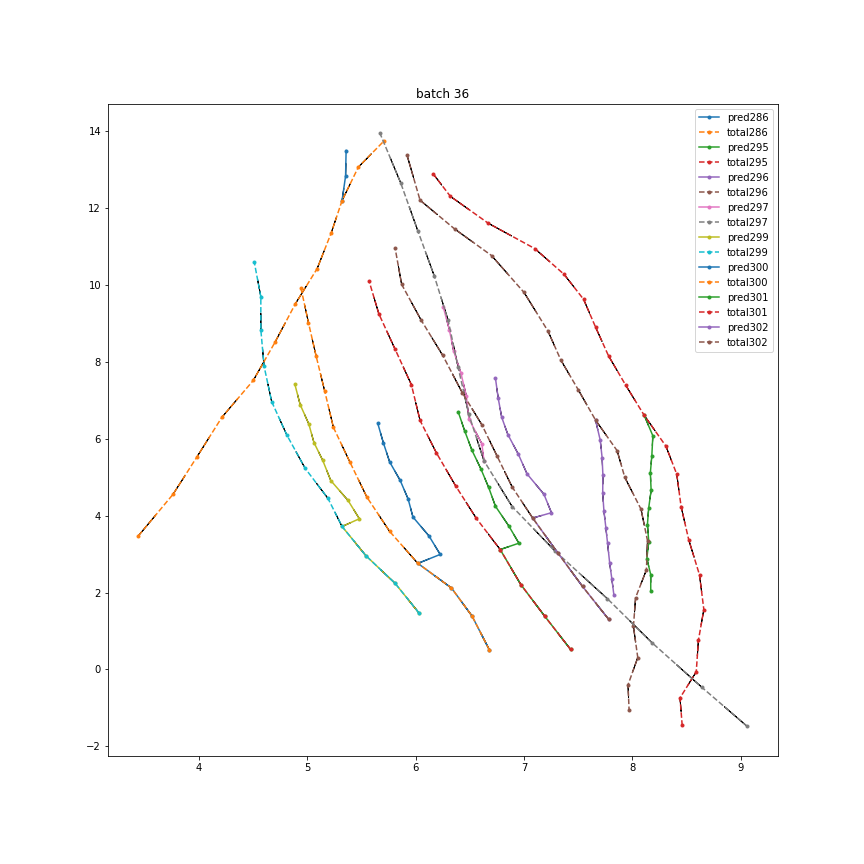 batch 36
pred286
total286
pred295
total295
pred296
total296
pred297
total297
pred299
total299
pred300
total300
pred301
total301
pred302
total302
14
12
10
8
6
4
2
0
−2
4 5 6 7 8 9